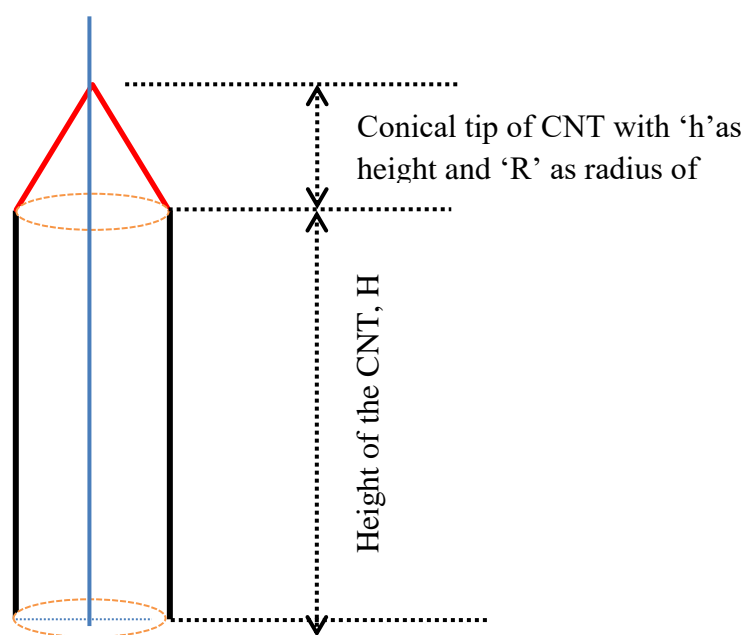 Conical tip of CNT with ‘h’as
height and ‘R’ as radius of
Height of the CNT, H